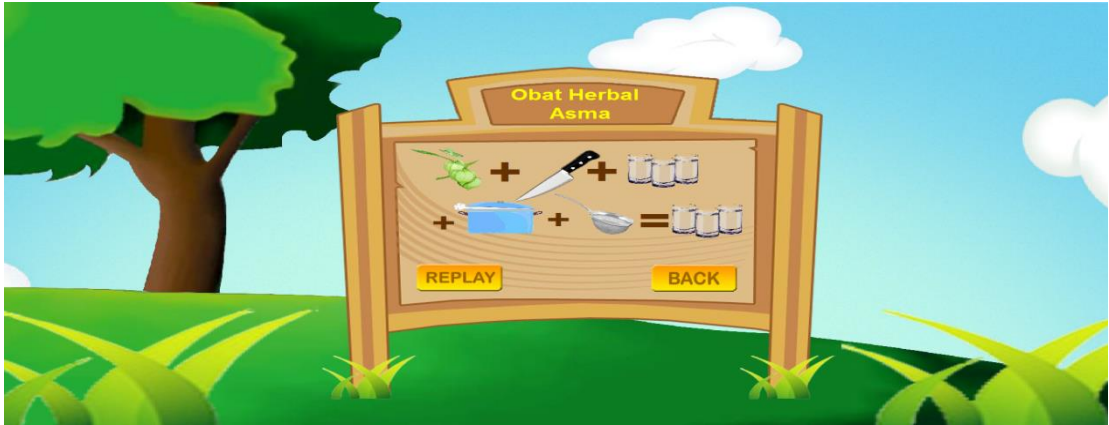 Obat Herbal
Asma
+ +
+ + =
REPLAY BACK